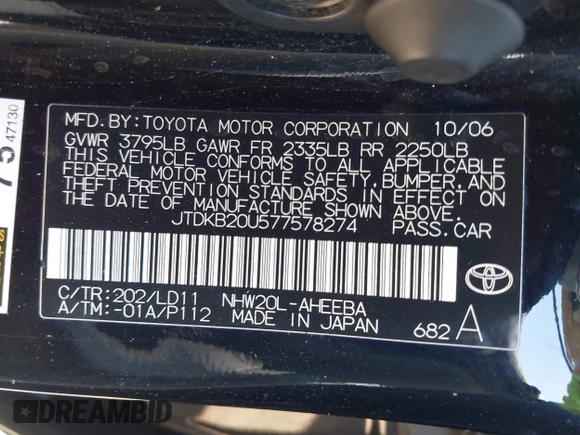 MFD. BY: TOYOTA MOTOR CORPORATION 10/06
GVWR 3795LB GAWR FR 2335LB RR 2250LB
THIS VEHICLE CONFORMS TO ALL APPLICABLE
FEDERAL MOTOR VEHICLE SAFETY, BUMPER, AND
THEFT PREVENTION STANDARDS IN EFFECT ON
THE DATE OF MANUFACTURE SHOWN ABOVE.
JTDKB20U577578274 PASS. CAR
C/TR: 202/LD11 NHW20L-AHEEBA
A/TM: -01A/P112 MADE IN JAPAN 682 A
47130
DREAMBID